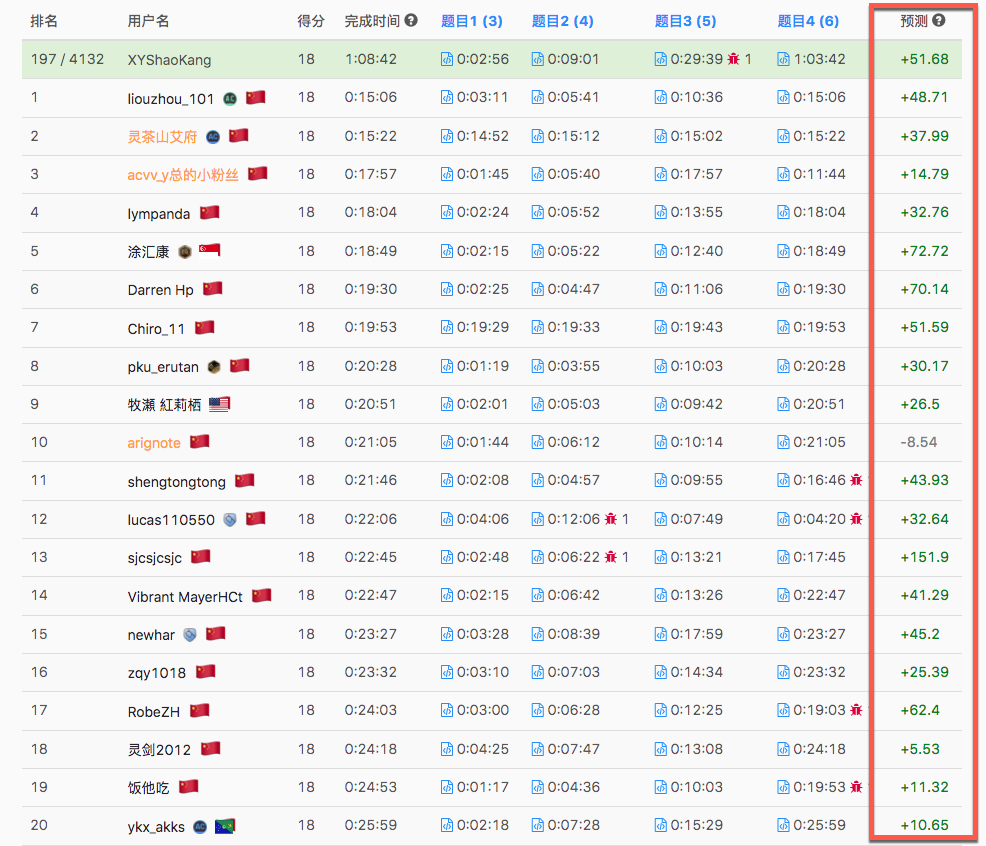 排名 用户名 得分 完成时间 题目1 (3) 题目2 (4) 题目3 (5) 题目4 (6) 预测
197 / 4132 XYShaoKang 18 1:08:42 0:02:56 0:09:01 0:29:39 1 1:03:42 +51.68
1 liouzhou_101 18 0:15:06 0:03:11 0:05:41 0:10:36 0:15:06 +48.71
2 灵茶山艾府 18 0:15:22 0:14:52 0:15:12 0:15:02 0:15:22 +37.99
3 acvv_y总的小粉丝 18 0:17:57 0:01:45 0:05:40 0:17:57 0:11:44 +14.79
4 lympanda 18 0:18:04 0:02:24 0:05:52 0:13:55 0:18:04 +32.76
5 涂汇康 18 0:18:49 0:02:15 0:05:22 0:12:40 0:18:49 +72.72
6 Darren Hp 18 0:19:30 0:02:25 0:04:47 0:11:06 0:19:30 +70.14
7 Chiro_11 18 0:19:53 0:19:29 0:19:33 0:19:43 0:19:53 +51.59
8 pku_erutan 18 0:20:28 0:01:19 0:03:55 0:10:03 0:20:28 +30.17
9 牧瀬 紅莉栖 18 0:20:51 0:02:01 0:05:03 0:09:42 0:20:51 +26.5
10 arignote 18 0:21:05 0:01:44 0:06:12 0:10:14 0:21:05 -8.54
11 shengtongtong 18 0:21:46 0:02:08 0:04:57 0:09:55 0:16:46 +43.93
12 lucas110550 18 0:22:06 0:04:06 0:12:06 1 0:07:49 0:04:20 +32.64
13 sjcsjcsjc 18 0:22:45 0:02:48 0:06:22 1 0:13:21 0:17:45 +151.9
14 Vibrant MayerHCt 18 0:22:47 0:02:15 0:06:42 0:13:26 0:22:47 +41.29
15 newhar 18 0:23:27 0:03:28 0:08:39 0:17:59 0:23:27 +45.2
16 zqy1018 18 0:23:32 0:03:10 0:07:03 0:14:34 0:23:32 +25.39
17 RobeZH 18 0:24:03 0:03:00 0:06:28 0:12:25 0:19:03 +62.4
18 灵剑2012 18 0:24:18 0:04:25 0:07:47 0:13:08 0:24:18 +5.53
19 饭他吃 18 0:24:53 0:01:17 0:04:36 0:10:03 0:19:53 +11.32
20 ykx_akks 18 0:25:59 0:02:18 0:07:28 0:15:29 0:25:59 +10.65